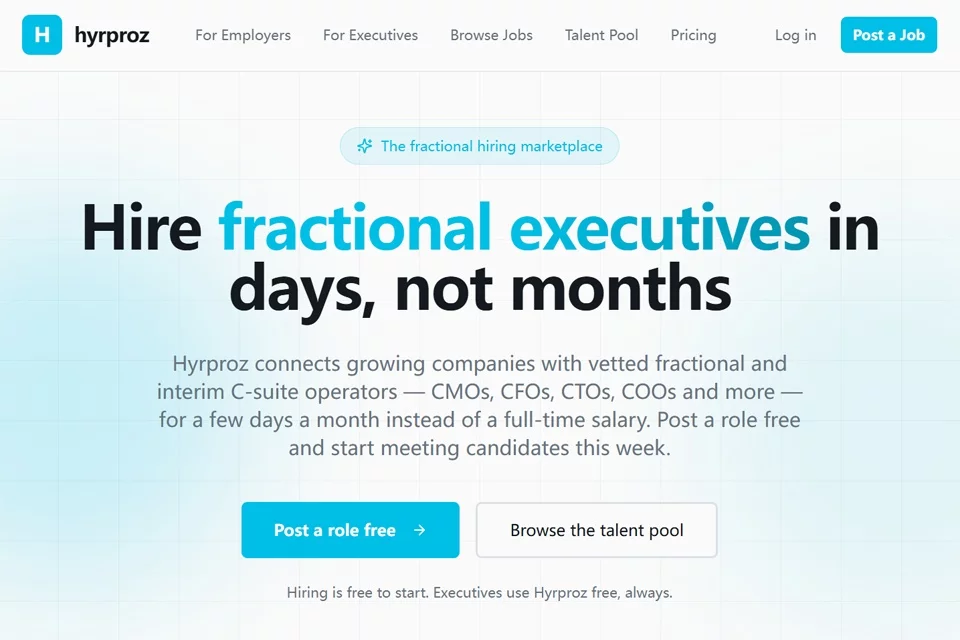 H hyrproz For Employers For Executives Browse Jobs Talent Pool Pricing Log in Post a Job
The fractional hiring marketplace
Hire fractional executives in
days, not months
Hyrproz connects growing companies with vetted fractional and
interim C-suite operators — CMOs, CFOs, CTOs, COOs and more —
for a few days a month instead of a full-time salary. Post a role free
and start meeting candidates this week.
Post a role free → Browse the talent pool
Hiring is free to start. Executives use Hyrproz free, always.